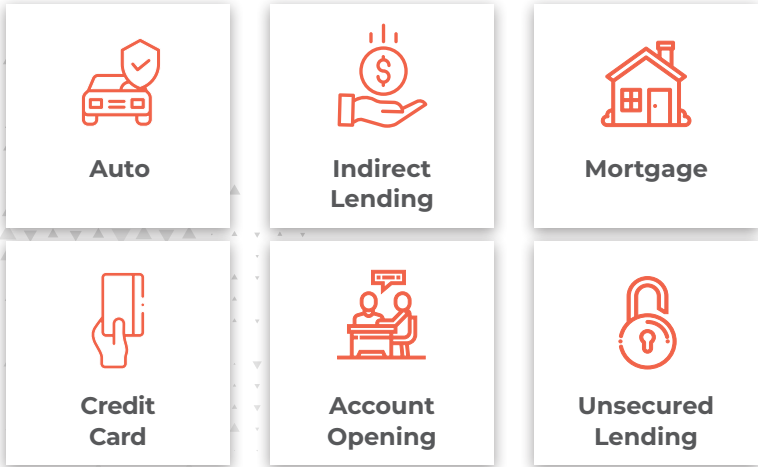 Auto
Indirect
Lending
Mortgage
Credit
Card
Account
Opening
Unsecured
Lending